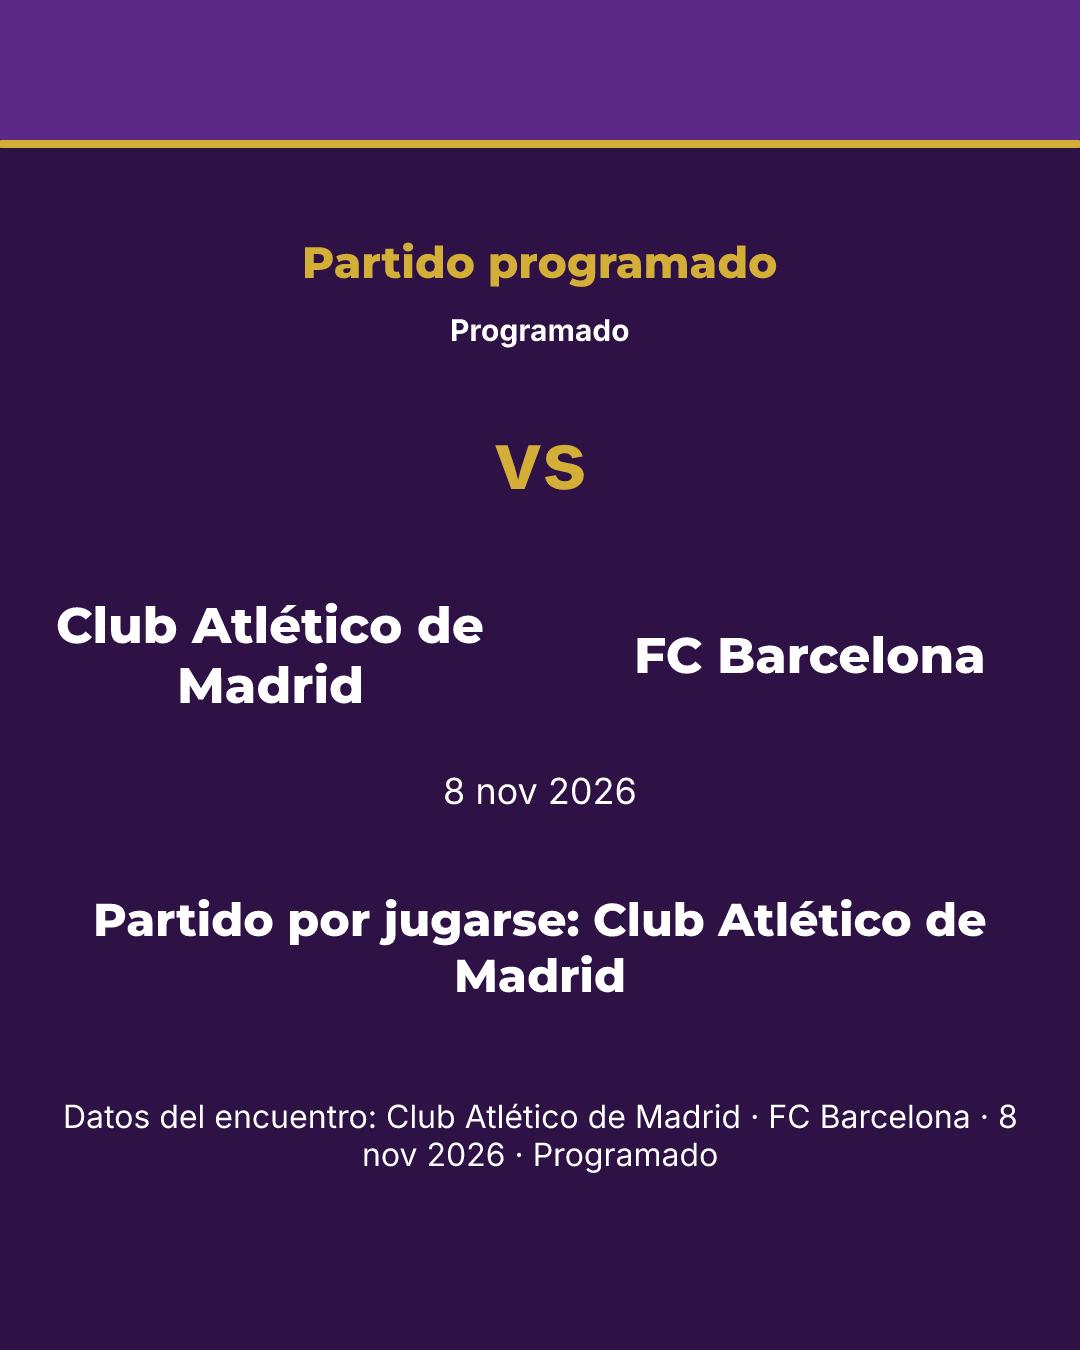 Partido programado
Programado
VS
Club Atlético de
Madrid
FC Barcelona
8 nov 2026
Partido por jugarse: Club Atlético de
Madrid
Datos del encuentro: Club Atlético de Madrid · FC Barcelona · 8
nov 2026 · Programado